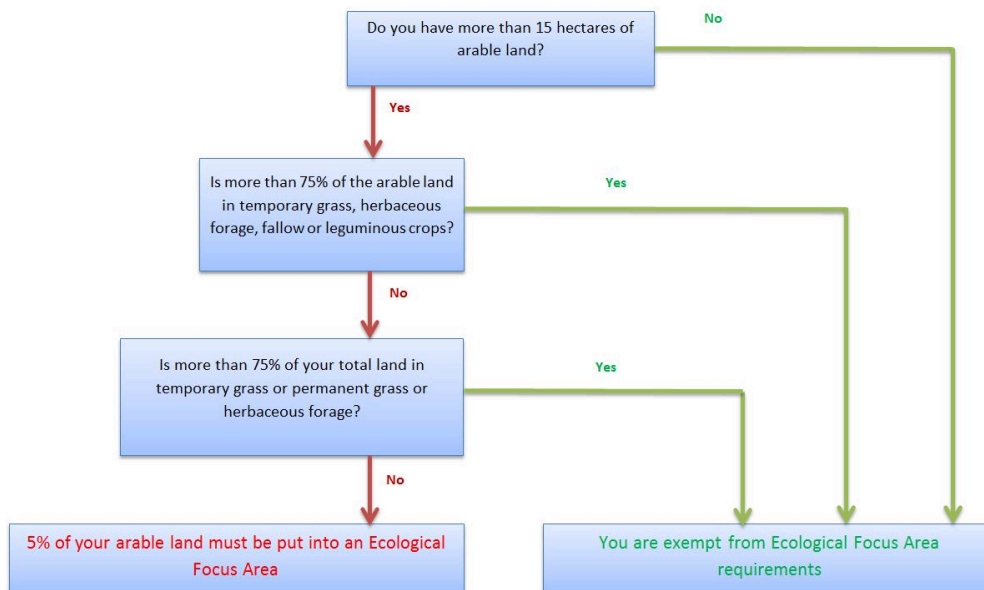 Do you have more than 15 hectares of
arable land?
No
Yes
Is more than 75% of the arable land
in temporary grass, herbaceous
forage, fallow or leguminous crops?
Yes
No
Is more than 75% of your total land in
temporary grass or permanent grass or
herbaceous forage?
Yes
No
5% of your arable land must be put into an Ecological
Focus Area
You are exempt from Ecological Focus Area
requirements